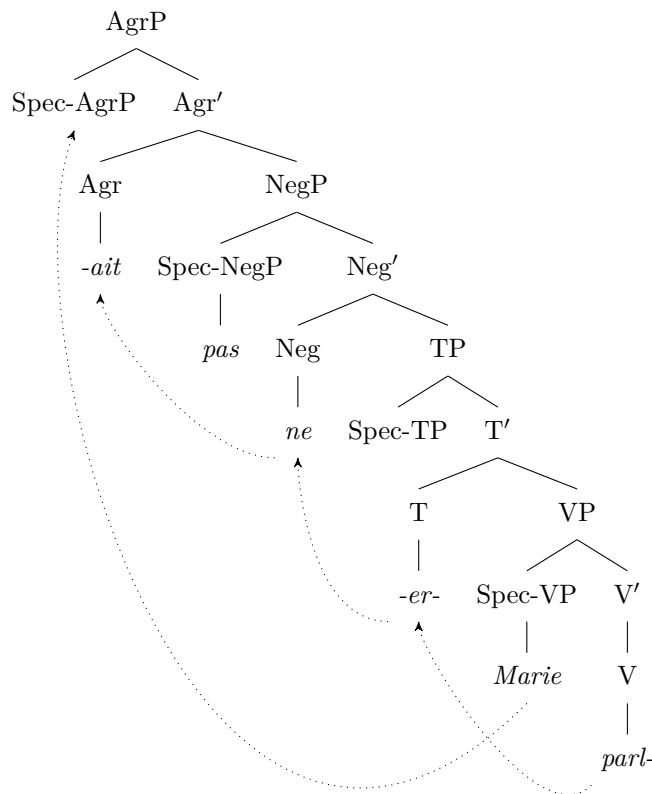 AgrP
Spec-AgrP Agr′
Agr NegP
-ait Spec-NegP Neg′
pas Neg TP
ne Spec-TP T′
T VP
-er- Spec-VP V′
Marie V
parl-